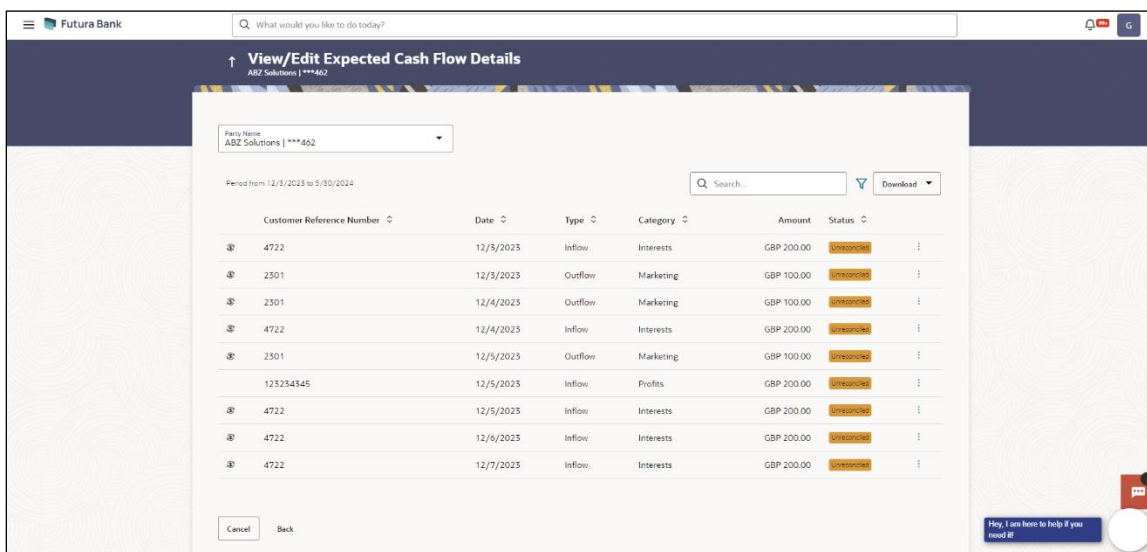 Futura Bank
What would you like to do today?
G
View/Edit Expected Cash Flow Details
ABZ Solutions | ***462
Party Name
ABZ Solutions | ***462
Period from 12/3/2023 to 5/30/2024
Search...
Download
Customer Reference Number Date Type Category Amount Status
4722 12/3/2023 Inflow Interests GBP 200.00 Unreconciled
2301 12/3/2023 Outflow Marketing GBP 100.00 Unreconciled
2301 12/4/2023 Outflow Marketing GBP 100.00 Unreconciled
4722 12/4/2023 Inflow Interests GBP 200.00 Unreconciled
2301 12/5/2023 Outflow Marketing GBP 100.00 Unreconciled
123234345 12/5/2023 Inflow Profits GBP 200.00 Unreconciled
4722 12/5/2023 Inflow Interests GBP 200.00 Unreconciled
4722 12/6/2023 Inflow Interests GBP 200.00 Unreconciled
4722 12/7/2023 Inflow Interests GBP 200.00 Unreconciled
Cancel Back
Hey, I am here to help if you
need it!